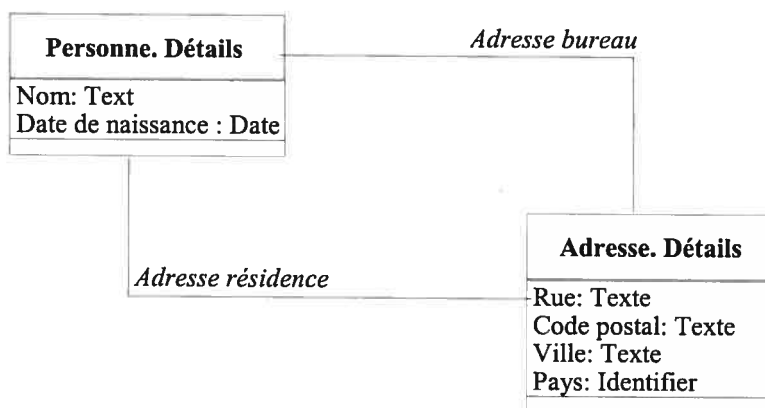 Personne. Détails
Adresse bureau
Nom: Text
Date de naissance : Date
Adresse résidence
Adresse. Détails
Rue: Texte
Code postal: Texte
Ville: Texte
Pays: Identifier